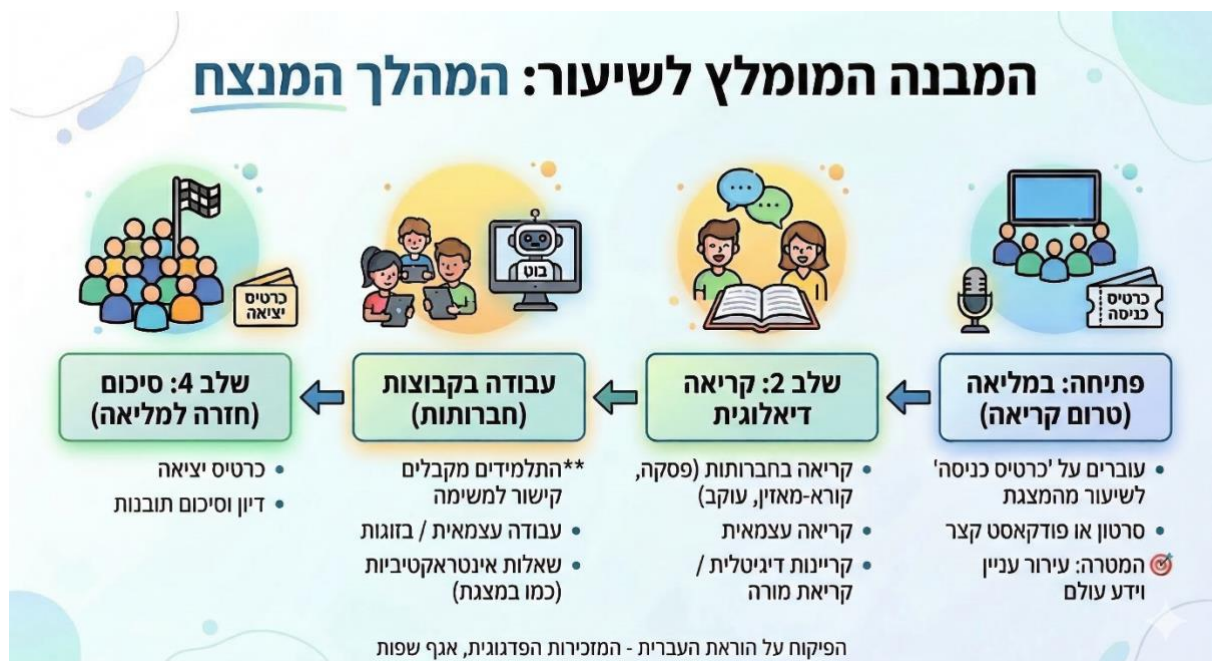 המבנה המומלץ לשיעור: המהלך המנצח
כרטיס
כניסה
פתיחה: במליאה
(טרום קריאה)
עוברים על 'כרטיס כניסה'
לשיעור מהמצגת
סרטון או פודקאסט קצר
המטרה: עירור עניין
וידע עולם
שלב 2: קריאה
דיאלוגית
קריאה בחברותות (פסקה,
קורא-מאזין, עוקב)
קריאה עצמאית
קריינות דיגיטלית /
קריאת מורה
בוט
עבודה בקבוצות
(חברותות)
**התלמידים מקבלים
קישור למשימה
עבודה עצמאית / בזוגות
שאלות אינטראקטיביות
(כמו במצגת)
כרטיס
יציאה
שלב 4: סיכום
(חזרה למליאה)
כרטיס יציאה
דיון וסיכום תובנות
הפיקוח על הוראת העברית - המזכירות הפדגוגית, אגף שפות